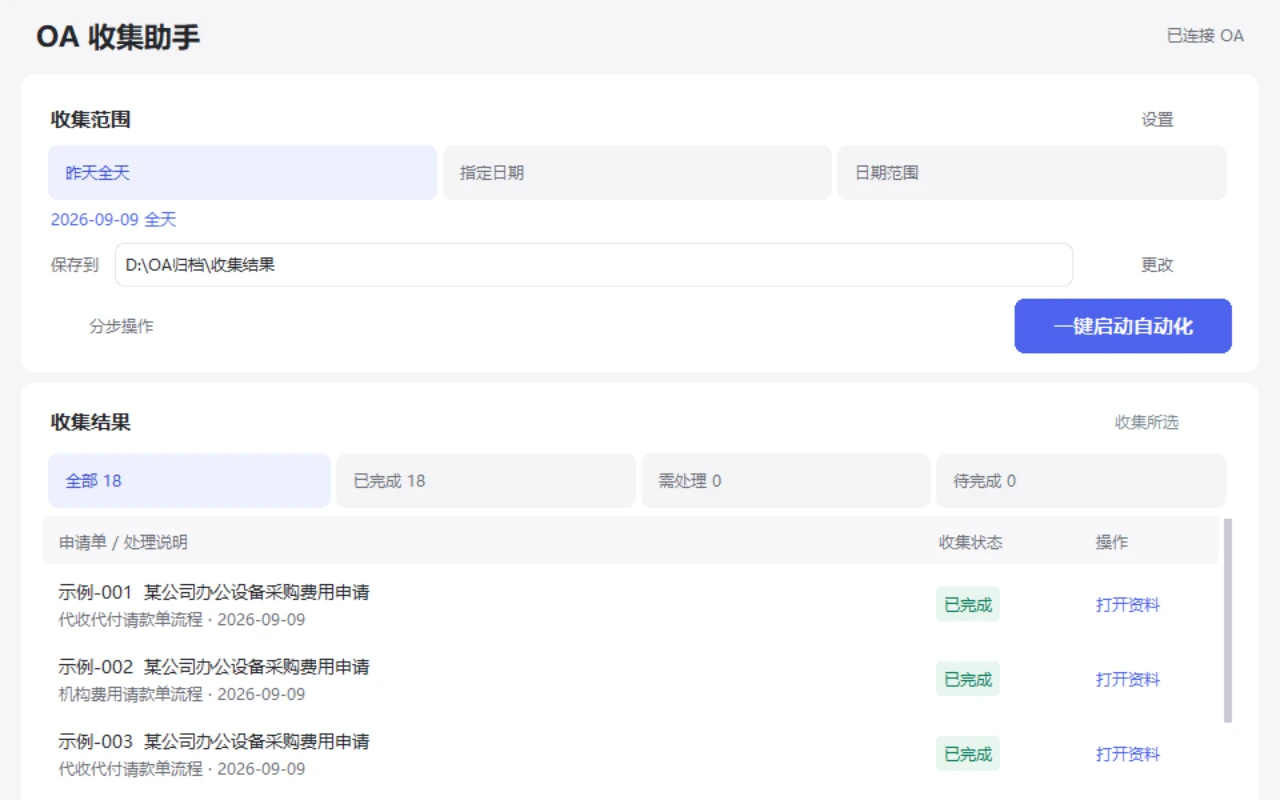 OA 收集助手
已连接 OA
收集范围
设置
昨天全天
指定日期
日期范围
2026-09-09 全天
保存到
D:\OA归档\收集结果
更改
分步操作
一键启动自动化
收集结果
收集所选
全部 18
已完成 18
需处理 0
待完成 0
申请单 / 处理说明
收集状态
操作
示例-001 某公司办公设备采购费用申请
代收代付请款单流程 · 2026-09-09
已完成
打开资料
示例-002 某公司办公设备采购费用申请
机构费用请款单流程 · 2026-09-09
已完成
打开资料
示例-003 某公司办公设备采购费用申请
代收代付请款单流程 · 2026-09-09
已完成
打开资料